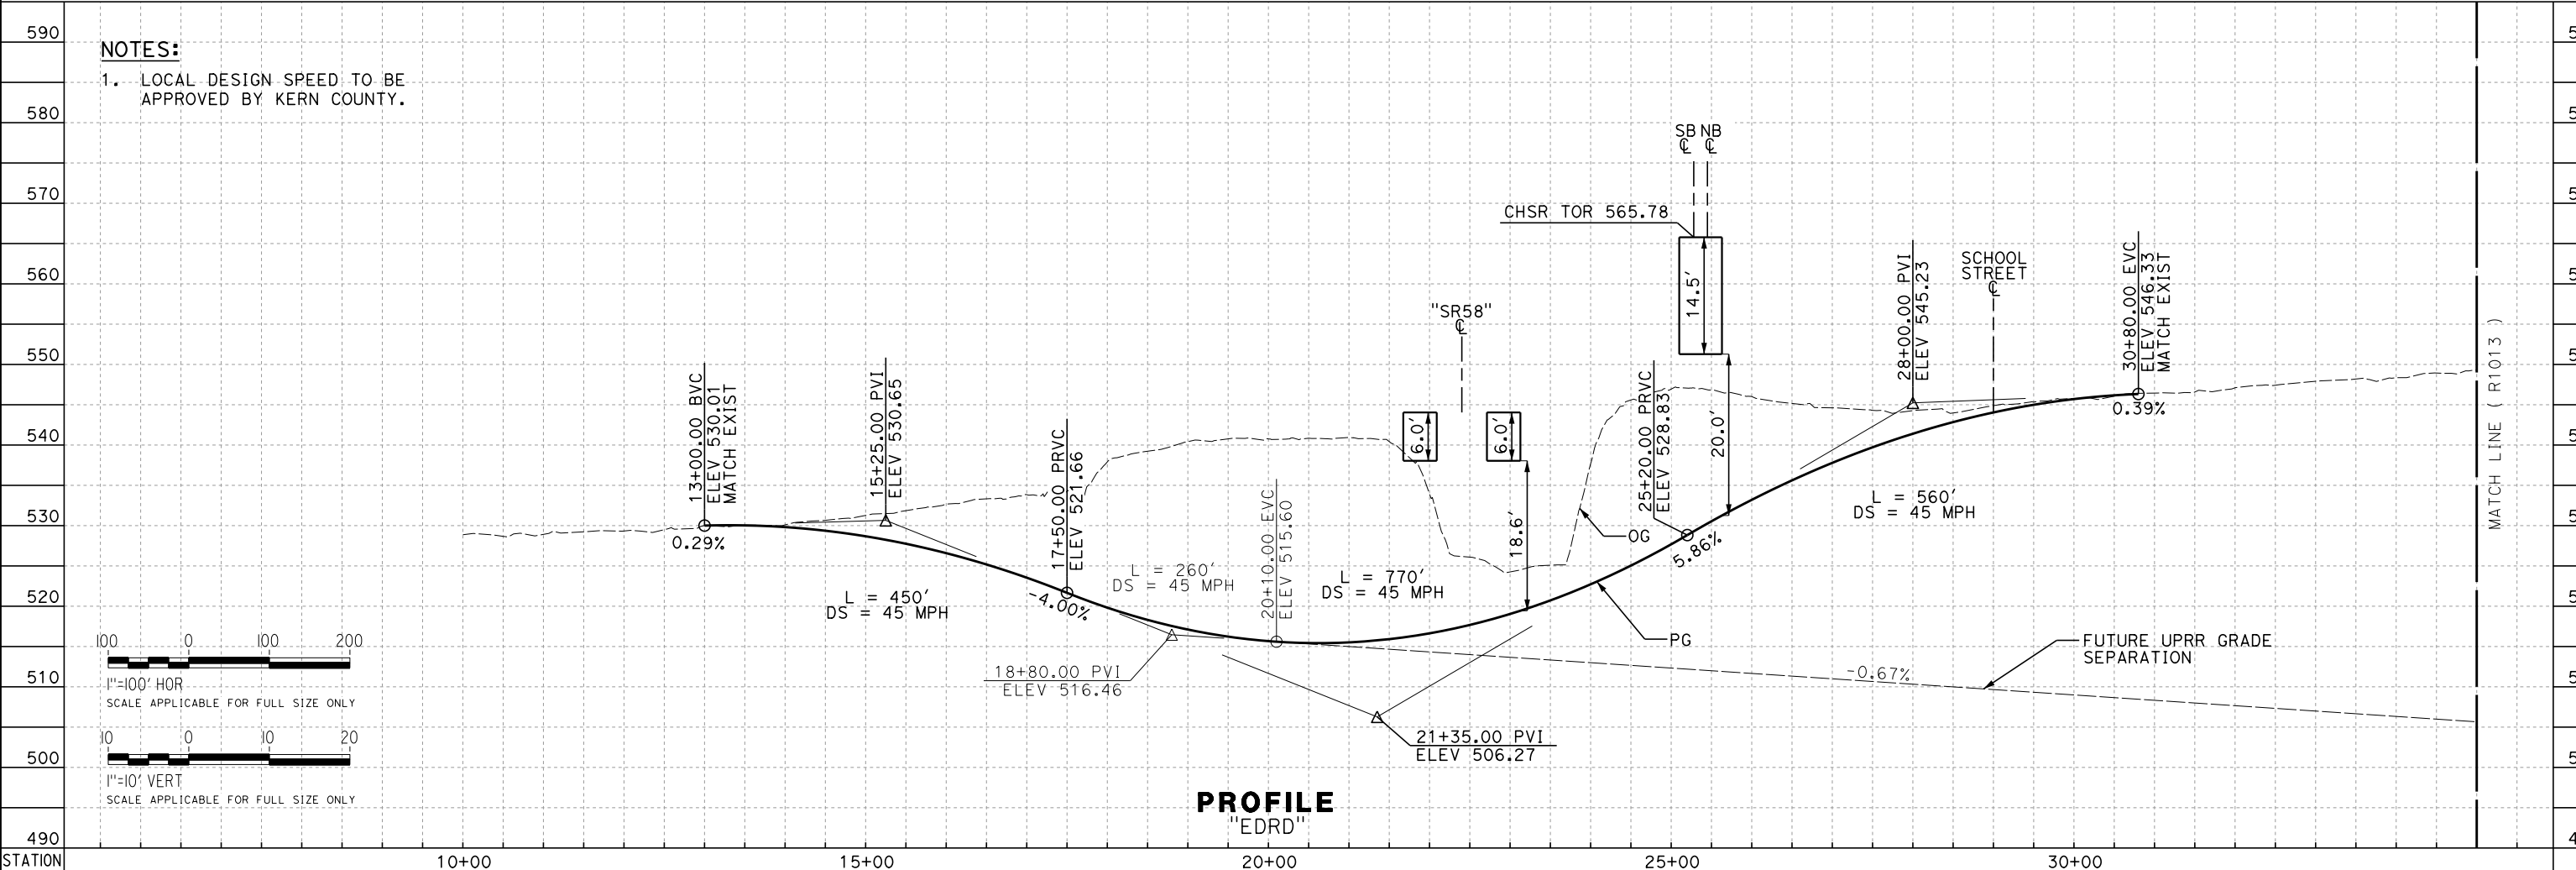 590
580
570
560
550
540
530
520
510
500
490
NOTES:
1. LOCAL DESIGN SPEED TO BE
APPROVED BY KERN COUNTY.
SB NB
CHSR TOR 565.78
14.5'
20.0'
"SR58"
6.0'
6.0'
18.6'
SCHOOL
STREET
13+00.00 BVC
ELEV 530.01
MATCH EXIST
0.29%
15+25.00 PVI
ELEV 530.65
17+50.00 PRVC
ELEV 521.66
-4.00%
L = 450'
DS = 45 MPH
L = 260'
DS = 45 MPH
20+10.00 EVC
ELEV 515.60
L = 770'
DS = 45 MPH
25+20.00 PRVC
ELEV 528.83
5.86%
OG
PG
L = 560'
DS = 45 MPH
28+00.00 PVI
ELEV 545.23
30+80.00 EVC
ELEV 546.33
MATCH EXIST
0.39%
MATCH LINE ( R1013 )
18+80.00 PVI
ELEV 516.46
21+35.00 PVI
ELEV 506.27
-0.67%
FUTURE UPRR GRADE
SEPARATION
100 0 100 200
1"=100' HOR
SCALE APPLICABLE FOR FULL SIZE ONLY
10 0 10 20
1"=10' VERT
SCALE APPLICABLE FOR FULL SIZE ONLY
PROFILE
"EDRD"
STATION 10+00 15+00 20+00 25+00 30+00